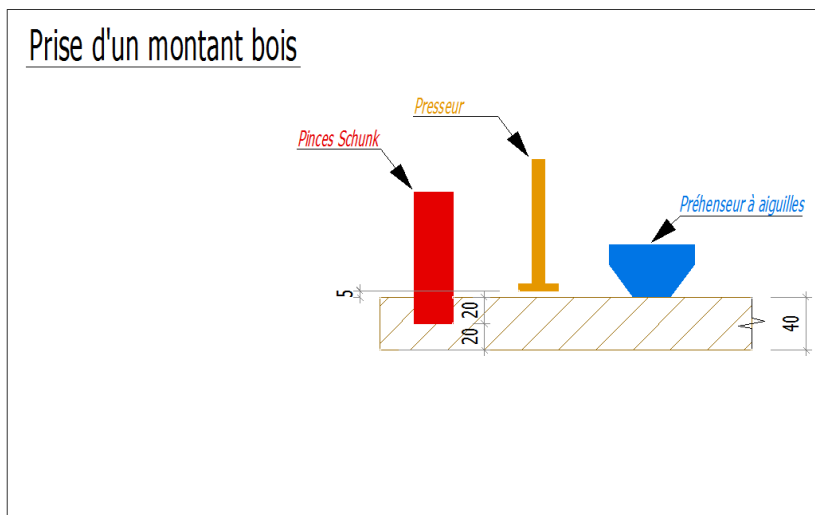 Prise d'un montant bois
Presseur
Pinces Schunk
Préhenseur à aiguilles
5
20
20
40